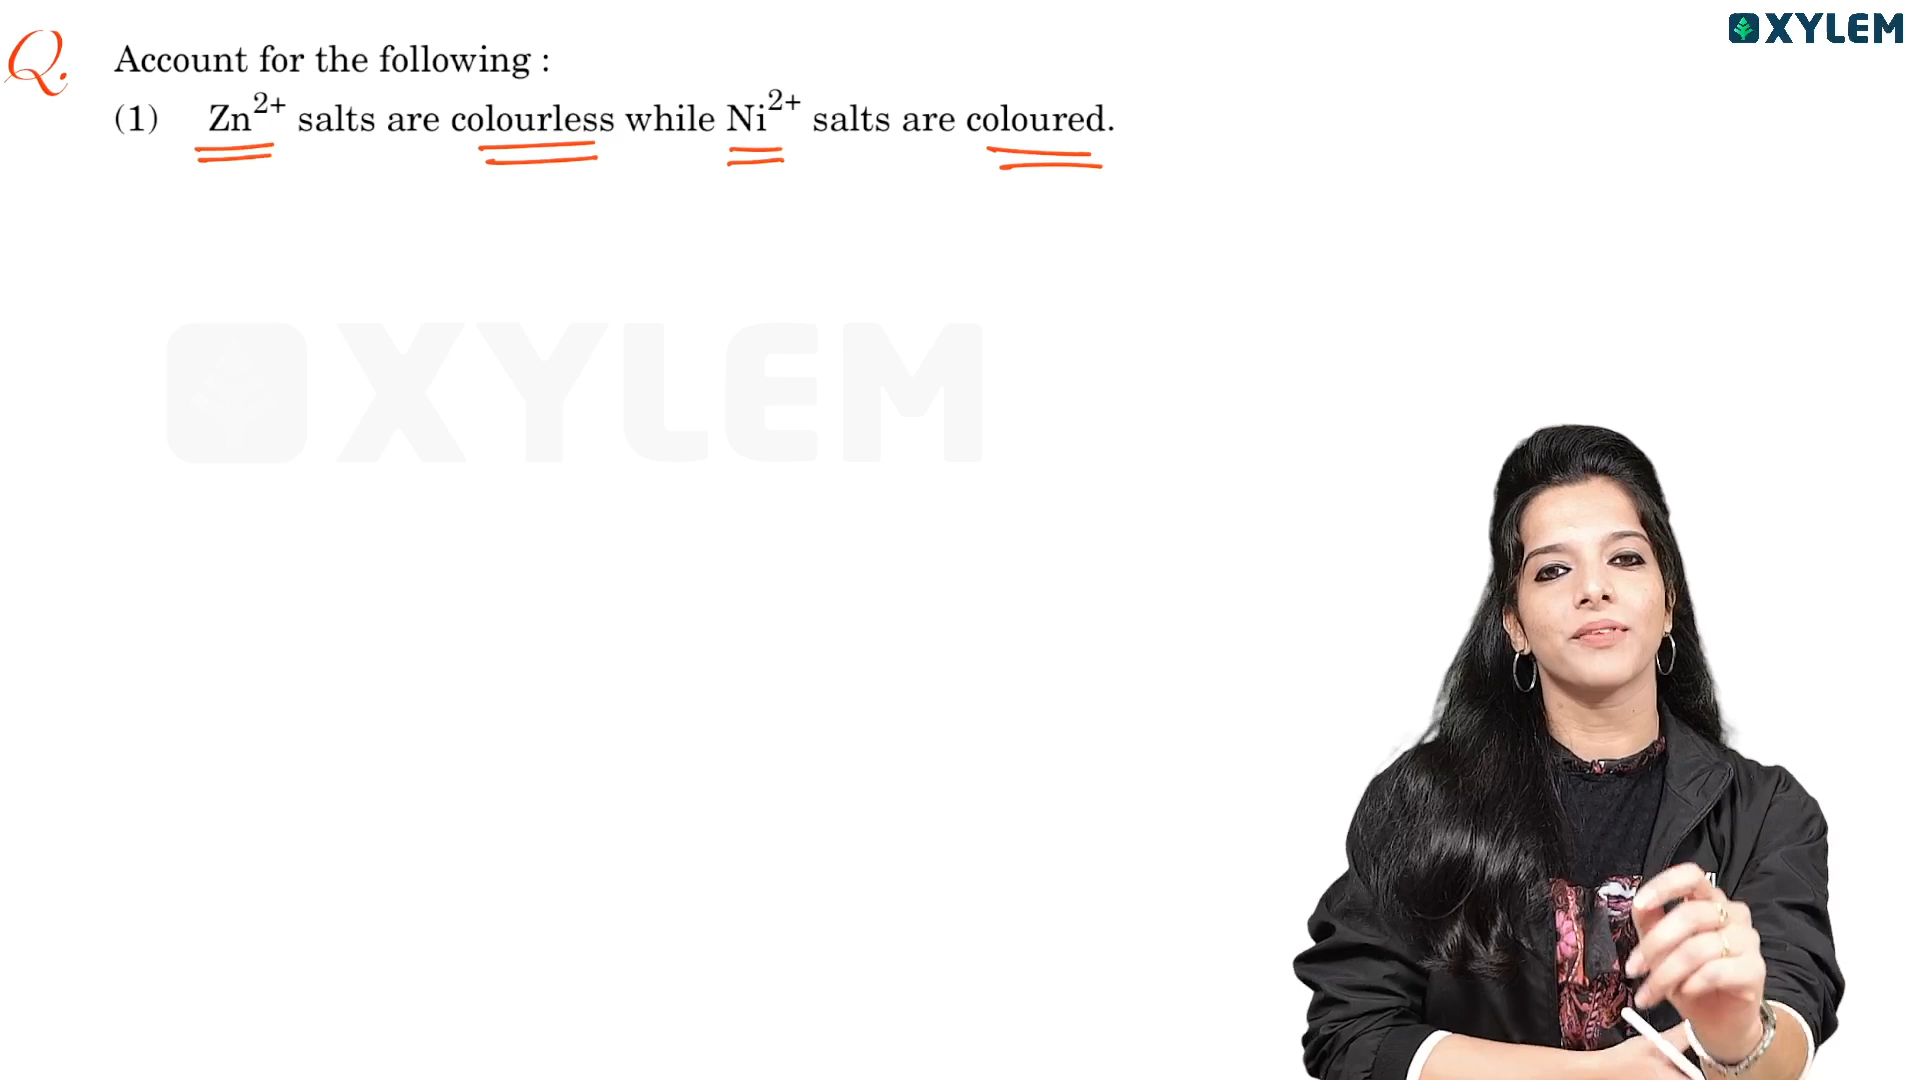 XYLEM
Q. Account for the following :
(1) Zn²⁺ salts are colourless while Ni²⁺ salts are coloured.
XYLEM